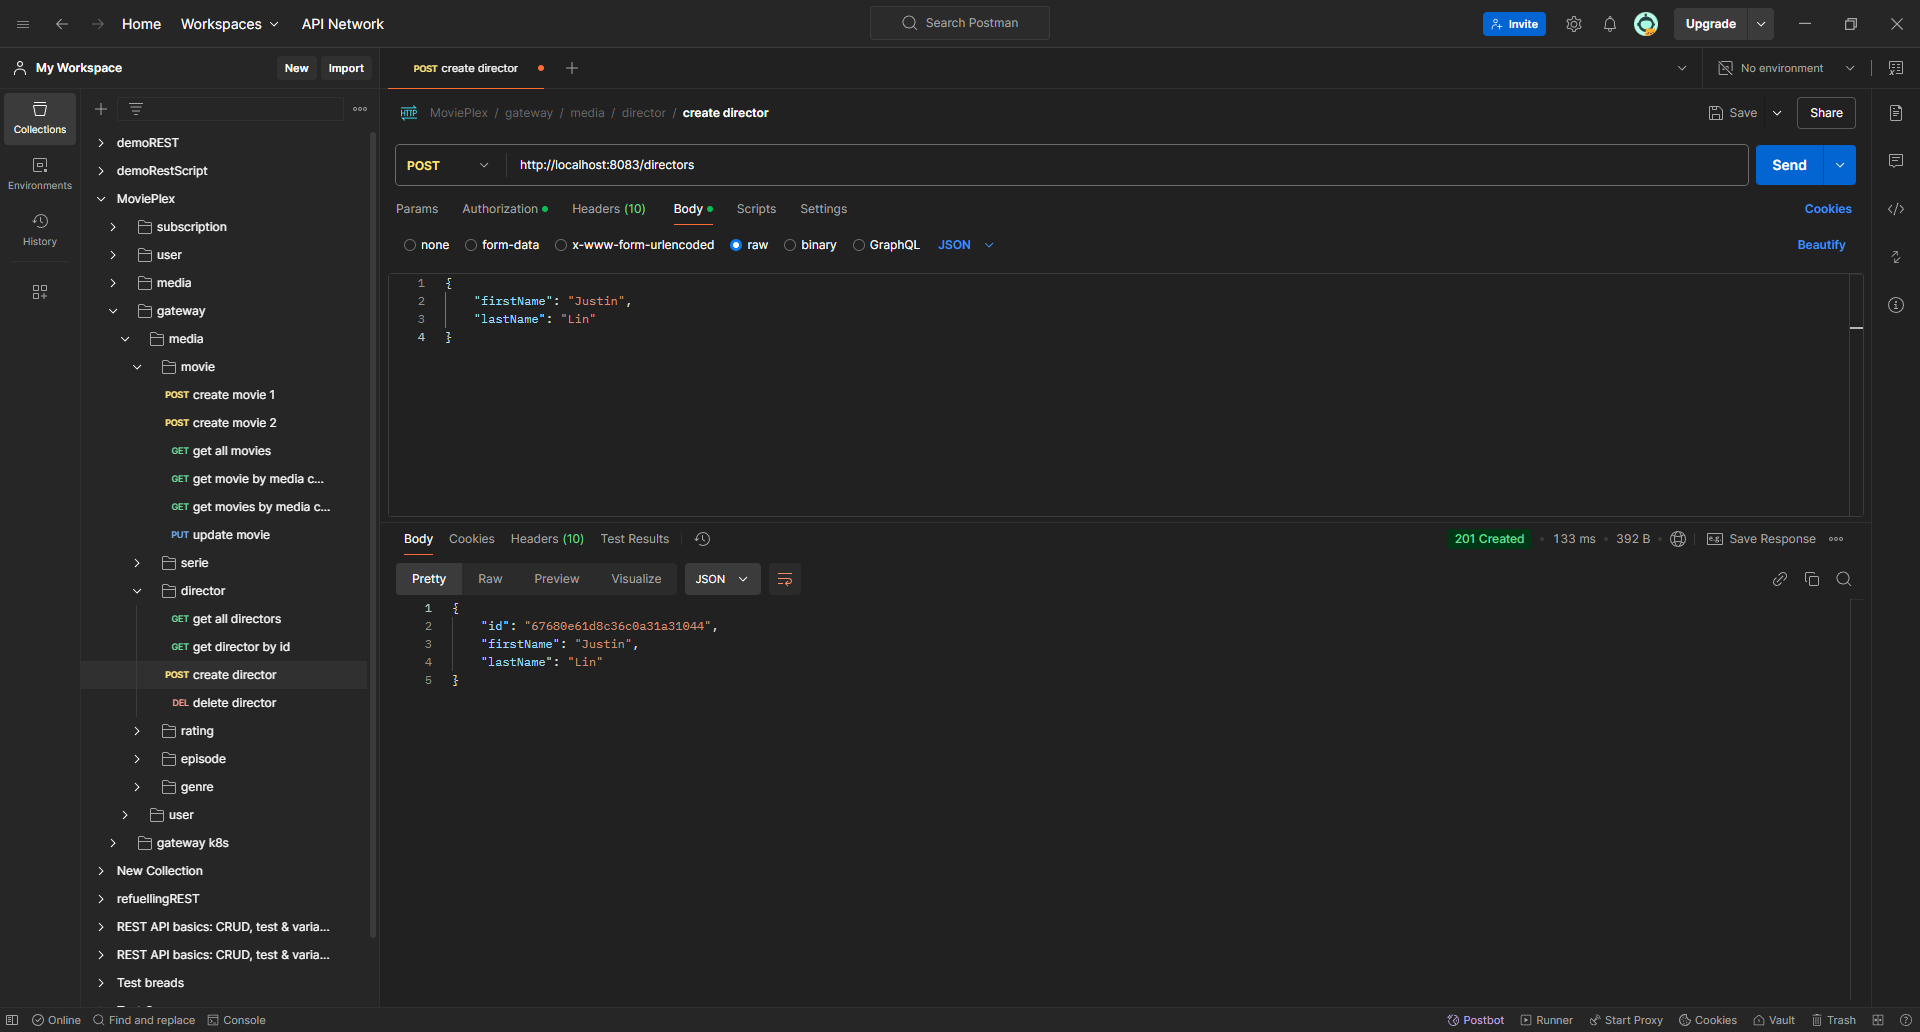 Home Workspaces API Network
Search Postman
Invite
Upgrade
My Workspace
New Import
POST create director
No environment
Collections
Environments
History
demoREST
demoRestScript
MoviePlex
subscription
user
media
gateway
media
movie
POST create movie 1
POST create movie 2
GET get all movies
GET get movie by media c...
GET get movies by media c...
PUT update movie
serie
director
GET get all directors
GET get director by id
POST create director
DEL delete director
rating
episode
genre
user
gateway k8s
New Collection
refuellingREST
REST API basics: CRUD, test & varia...
REST API basics: CRUD, test & varia...
Test breads
HTTP MoviePlex / gateway / media / director / create director
Save Share
POST http://localhost:8083/directors
Send
Params Authorization Headers (10) Body Scripts Settings
Cookies
none form-data x-www-form-urlencoded raw binary GraphQL JSON
Beautify
1 {
2 "firstName": "Justin",
3 "lastName": "Lin"
4 }
Body Cookies Headers (10) Test Results
201 Created 133 ms 392 B Save Response
Pretty Raw Preview Visualize JSON
1 {
2 "id": "67680e61d8c36c0a31a31044",
3 "firstName": "Justin",
4 "lastName": "Lin"
5 }
Online Find and replace Console
Postbot Runner Start Proxy Cookies Vault Trash